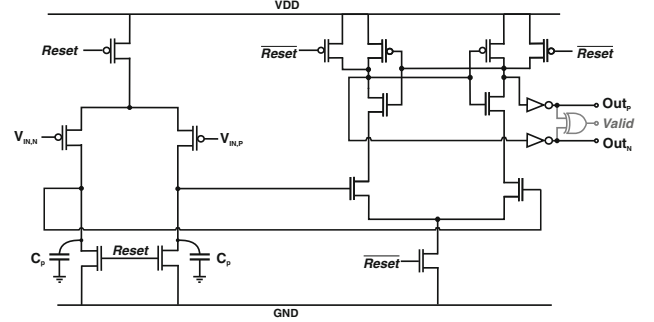 VDD
Reset
Reset
Reset
V_IN,N
V_IN,P
Out_P
Valid
Out_N
C_P
Reset
C_P
Reset
GND